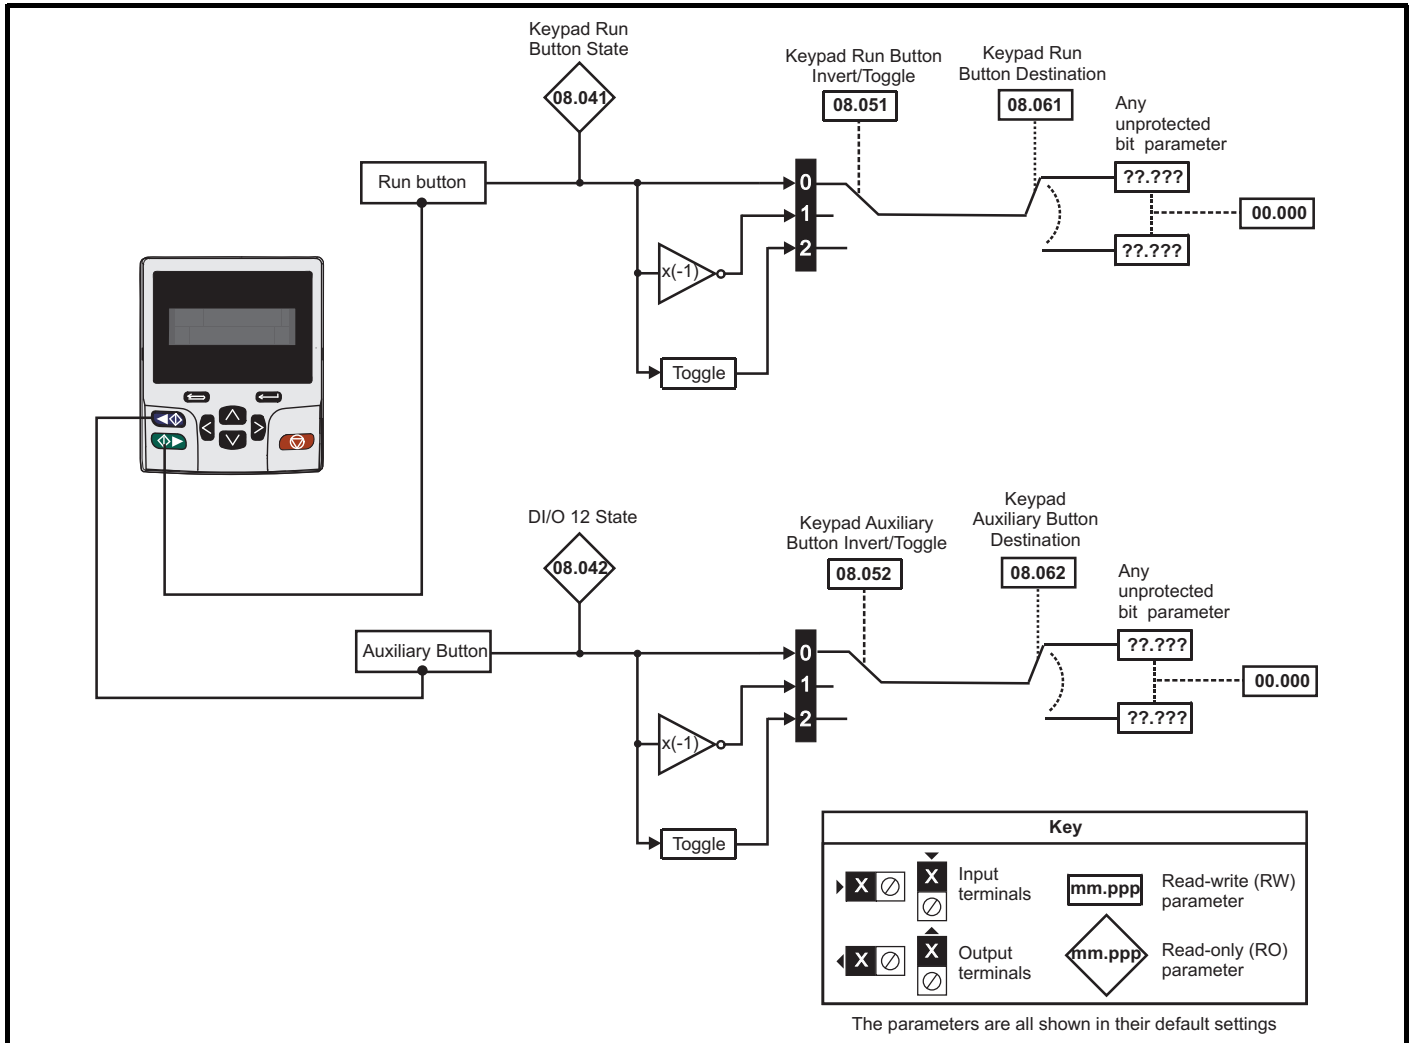 Keypad Run
Button State
08.041
Keypad Run Button
Invert/Toggle
08.051
Keypad Run
Button Destination
08.061
Any
unprotected
bit parameter
Run button
0
1
2
x(-1)
Toggle
??.???
??.???
00.000
DI/O 12 State
08.042
Keypad Auxiliary
Button Invert/Toggle
08.052
Keypad
Auxiliary Button
Destination
08.062
Any
unprotected
bit parameter
Auxiliary Button
0
1
2
x(-1)
Toggle
??.???
??.???
00.000
Key
X
X
Input
terminals
mm.ppp
Read-write (RW)
parameter
X
X
Output
terminals
mm.ppp
Read-only (RO)
parameter
The parameters are all shown in their default settings